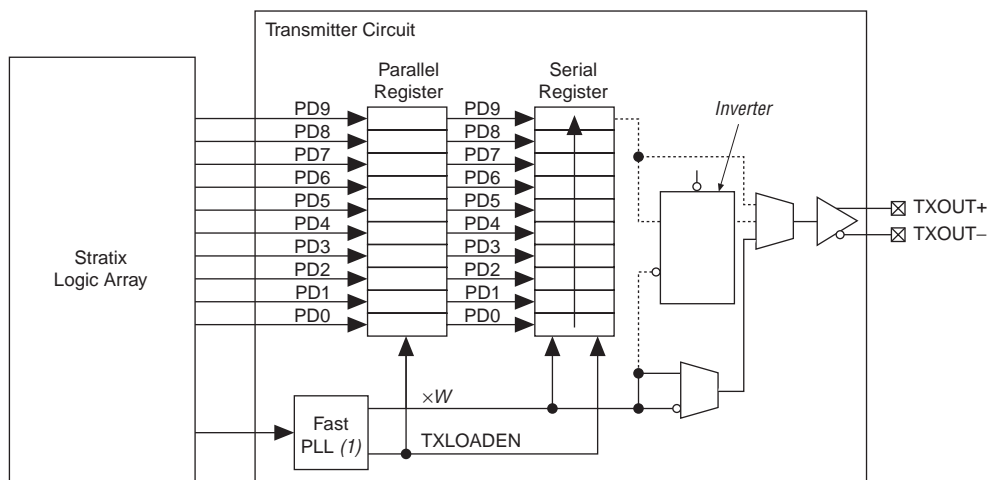 Transmitter Circuit
Parallel
Register
Serial
Register
Inverter
PD9
PD8
PD7
PD6
PD5
PD4
PD3
PD2
PD1
PD0
PD9
PD8
PD7
PD6
PD5
PD4
PD3
PD2
PD1
PD0
Stratix
Logic Array
TXOUT+
TXOUT−
×W
Fast
PLL (1)
TXLOADEN